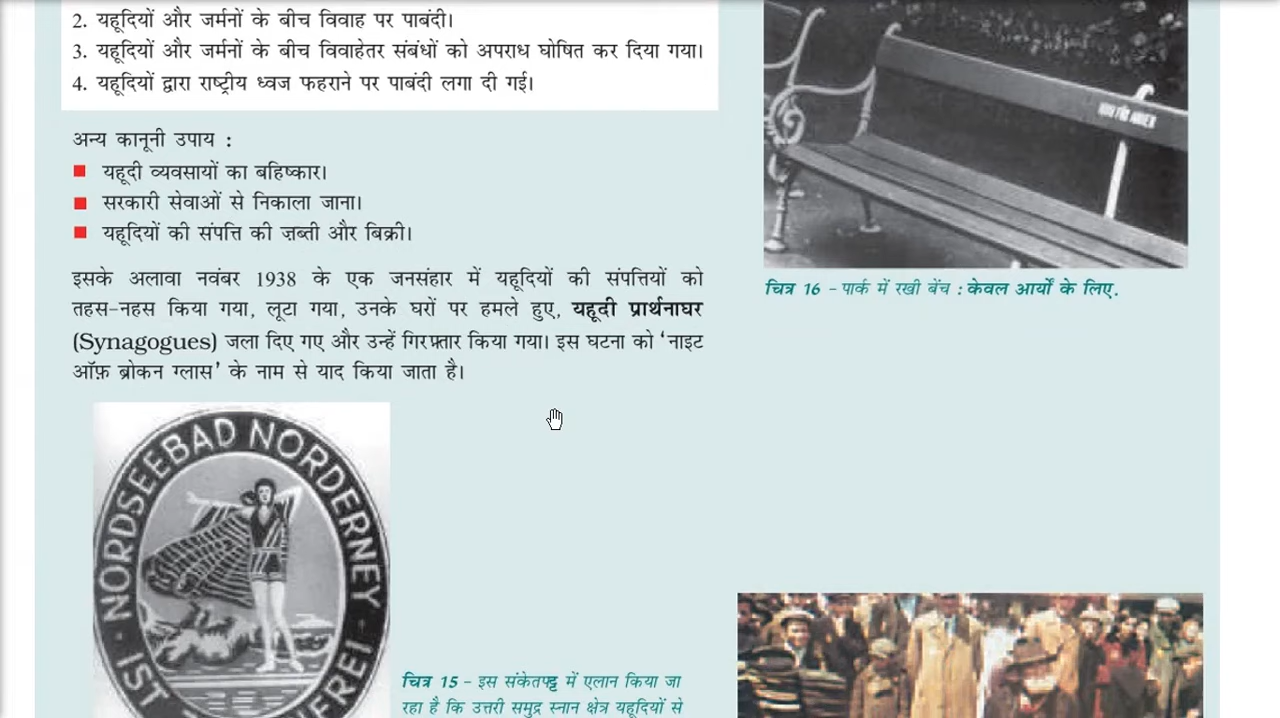 2. यहूदियों और जर्मनों के बीच विवाह पर पाबंदी।
3. यहूदियों और जर्मनों के बीच विवाहेतर संबंधों को अपराध घोषित कर दिया गया।
4. यहूदियों द्वारा राष्ट्रीय ध्वज फहराने पर पाबंदी लगा दी गई।
अन्य कानूनी उपाय :
यहूदी व्यवसायों का बहिष्कार।
सरकारी सेवाओं से निकाला जाना।
यहूदियों की संपत्ति की ज़ब्ती और बिक्री।
इसके अलावा नवंबर 1938 के एक जनसंहार में यहूदियों की संपत्तियों को
तहस-नहस किया गया, लूटा गया, उनके घरों पर हमले हुए, यहूदी प्रार्थनाघर
(Synagogues) जला दिए गए और उन्हें गिरफ़्तार किया गया। इस घटना को ‘नाइट
ऑफ़ ब्रोकन ग्लास’ के नाम से याद किया जाता है।
चित्र 16 – पार्क में रखी बेंच : केवल आर्यों के लिए.
NORDSEEBAD NORDERNEY
IST
चित्र 15 – इस संकेतपट्ट में एलान किया जा
रहा है कि उत्तरी समुद्र स्नान क्षेत्र यहूदियों से